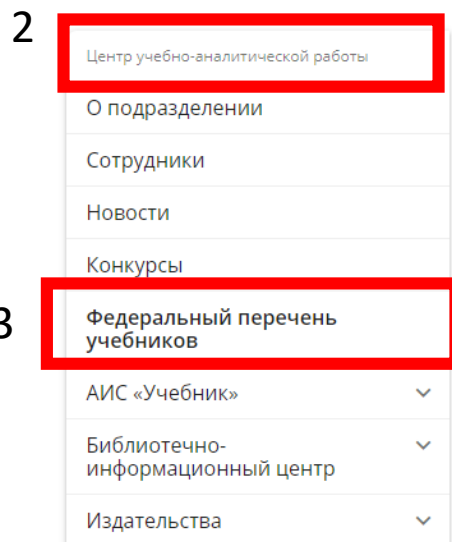 2
Центр учебно-аналитической работы
О подразделении
Сотрудники
Новости
Конкурсы
3
Федеральный перечень
учебников
АИС «Учебник»
Библиотечно-
информационный центр
Издательства